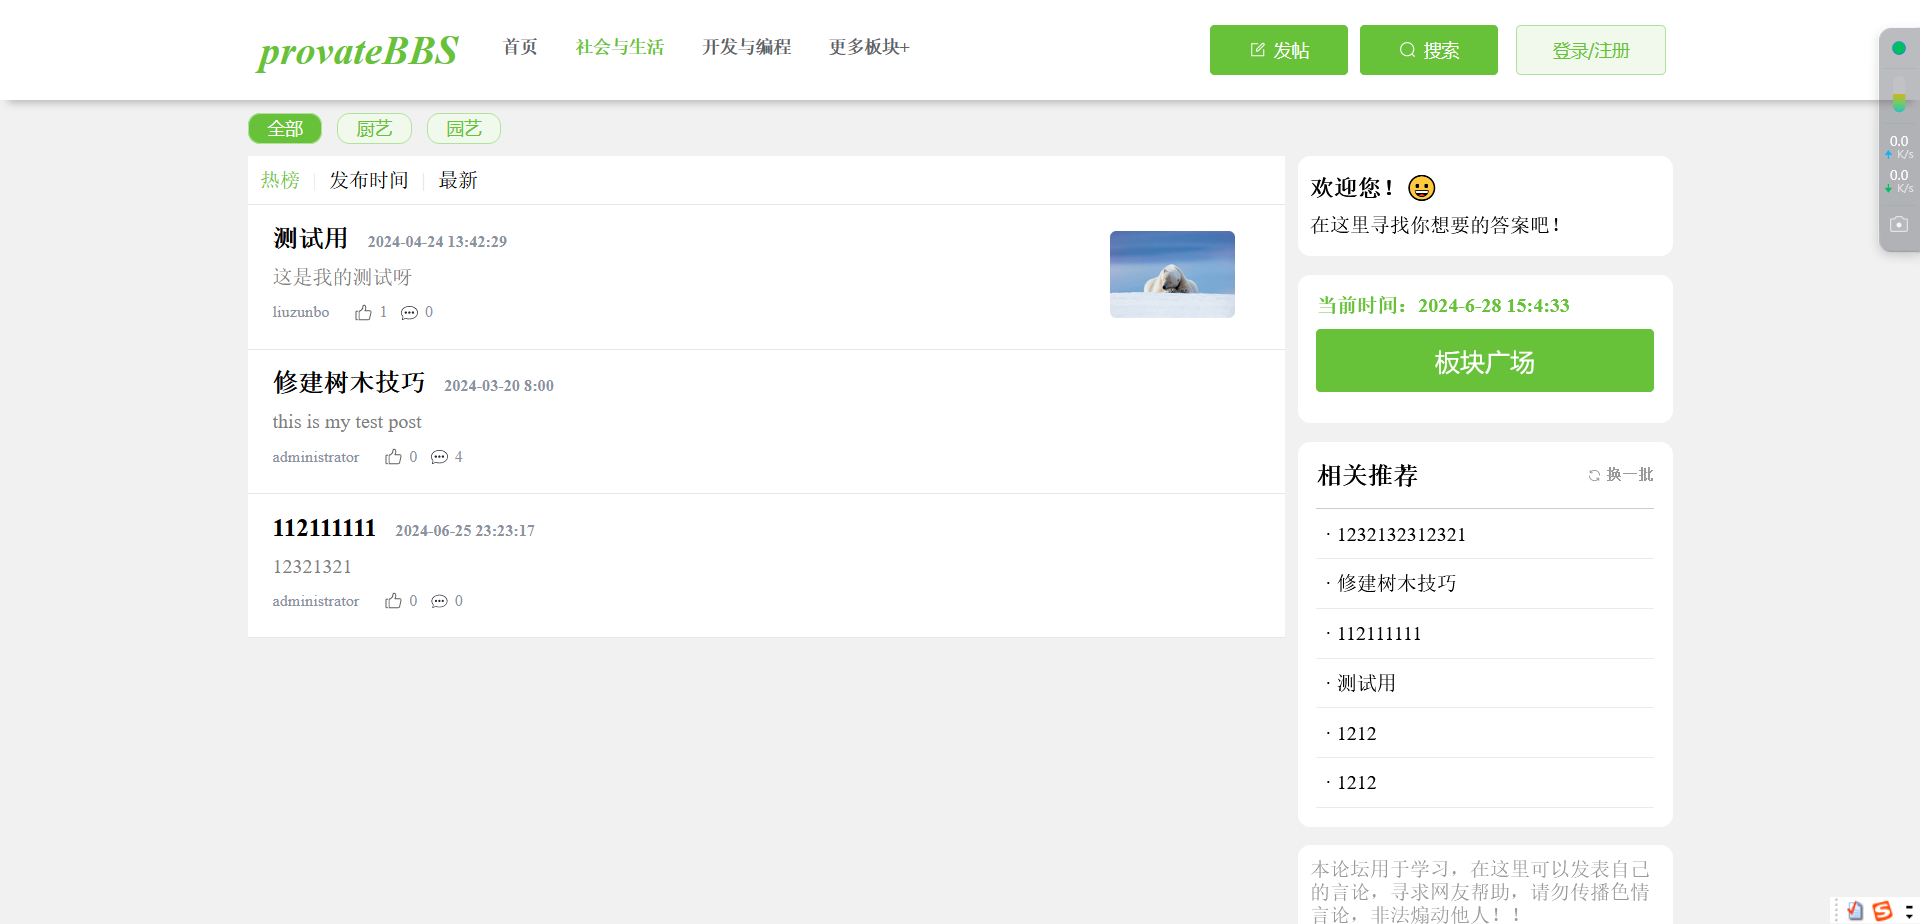 provateBBS 首页 社会与生活 开发与编程 更多板块+ 发帖 搜索 登录/注册
全部 厨艺 园艺
热榜 发布时间 最新
测试用 2024-04-24 13:42:29
这是我的测试呀
liuzunbo 1 0
修建树木技巧 2024-03-20 8:00
this is my test post
administrator 0 4
112111111 2024-06-25 23:23:17
12321321
administrator 0 0
欢迎您！
在这里寻找你想要的答案吧！
当前时间：2024-6-28 15:4:33
板块广场
相关推荐 换一批
· 1232132312321
· 修建树木技巧
· 112111111
· 测试用
· 1212
· 1212
本论坛用于学习，在这里可以发表自己
的言论，寻求网友帮助，请勿传播色情
言论，非法煽动他人！！
0.0
K/s
0.0
K/s